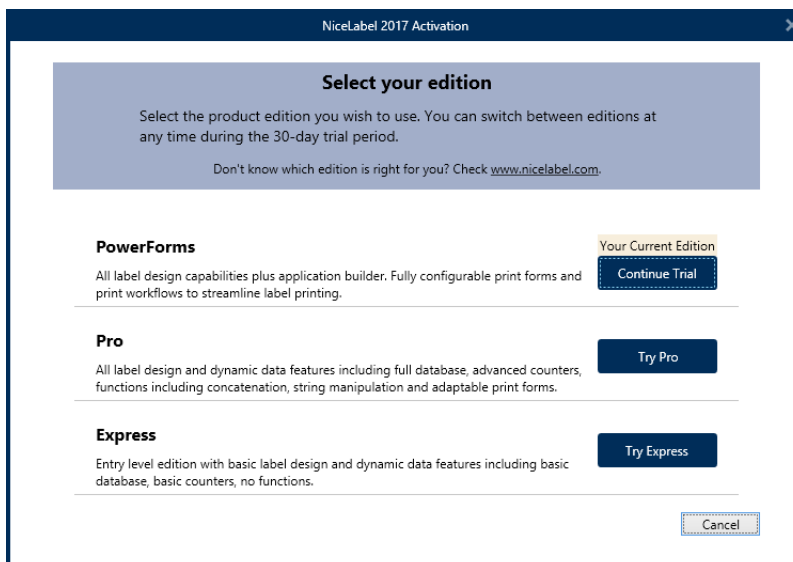 NiceLabel 2017 Activation
Select your edition
Select the product edition you wish to use. You can switch between editions at
any time during the 30-day trial period.
Don't know which edition is right for you? Check www.nicelabel.com.
PowerForms
Your Current Edition
All label design capabilities plus application builder. Fully configurable print forms and
print workflows to streamline label printing.
Continue Trial
Pro
All label design and dynamic data features including full database, advanced counters,
functions including concatenation, string manipulation and adaptable print forms.
Try Pro
Express
Entry level edition with basic label design and dynamic data features including basic
database, basic counters, no functions.
Try Express
Cancel